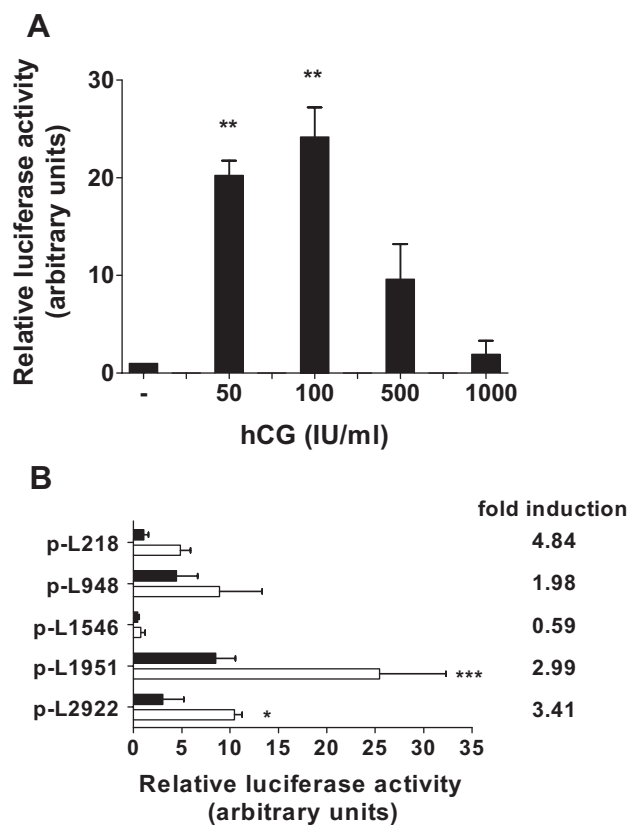 A
Relative luciferase activity
(arbitrary units)
30
20
10
0
**
**
- 50 100 500 1000
hCG (IU/ml)
B
fold induction
p-L218 4.84
p-L948 1.98
p-L1546 0.59
p-L1951 *** 2.99
p-L2922 * 3.41
0 5 10 15 20 25 30 35
Relative luciferase activity
(arbitrary units)